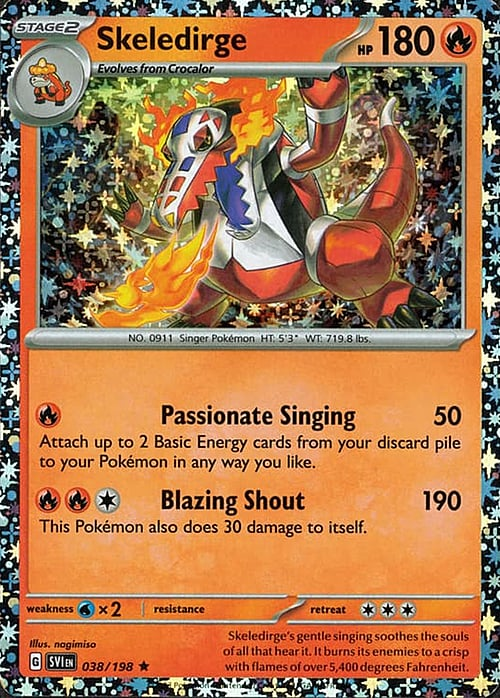 STAGE2
Skeledirge
HP 180
Evolves from Crocalor
NO. 0911 Singer Pokémon HT: 5'3" WT: 719.8 lbs.
Passionate Singing 50
Attach up to 2 Basic Energy cards from your discard pile
to your Pokémon in any way you like.
Blazing Shout 190
This Pokémon also does 30 damage to itself.
weakness ×2 resistance retreat
Illus. nagimiso
G SVI EN 038/198 ★
Skeledirge's gentle singing soothes the souls
of all that hear it. It burns its enemies to a crisp
with flames of over 5,400 degrees Fahrenheit.